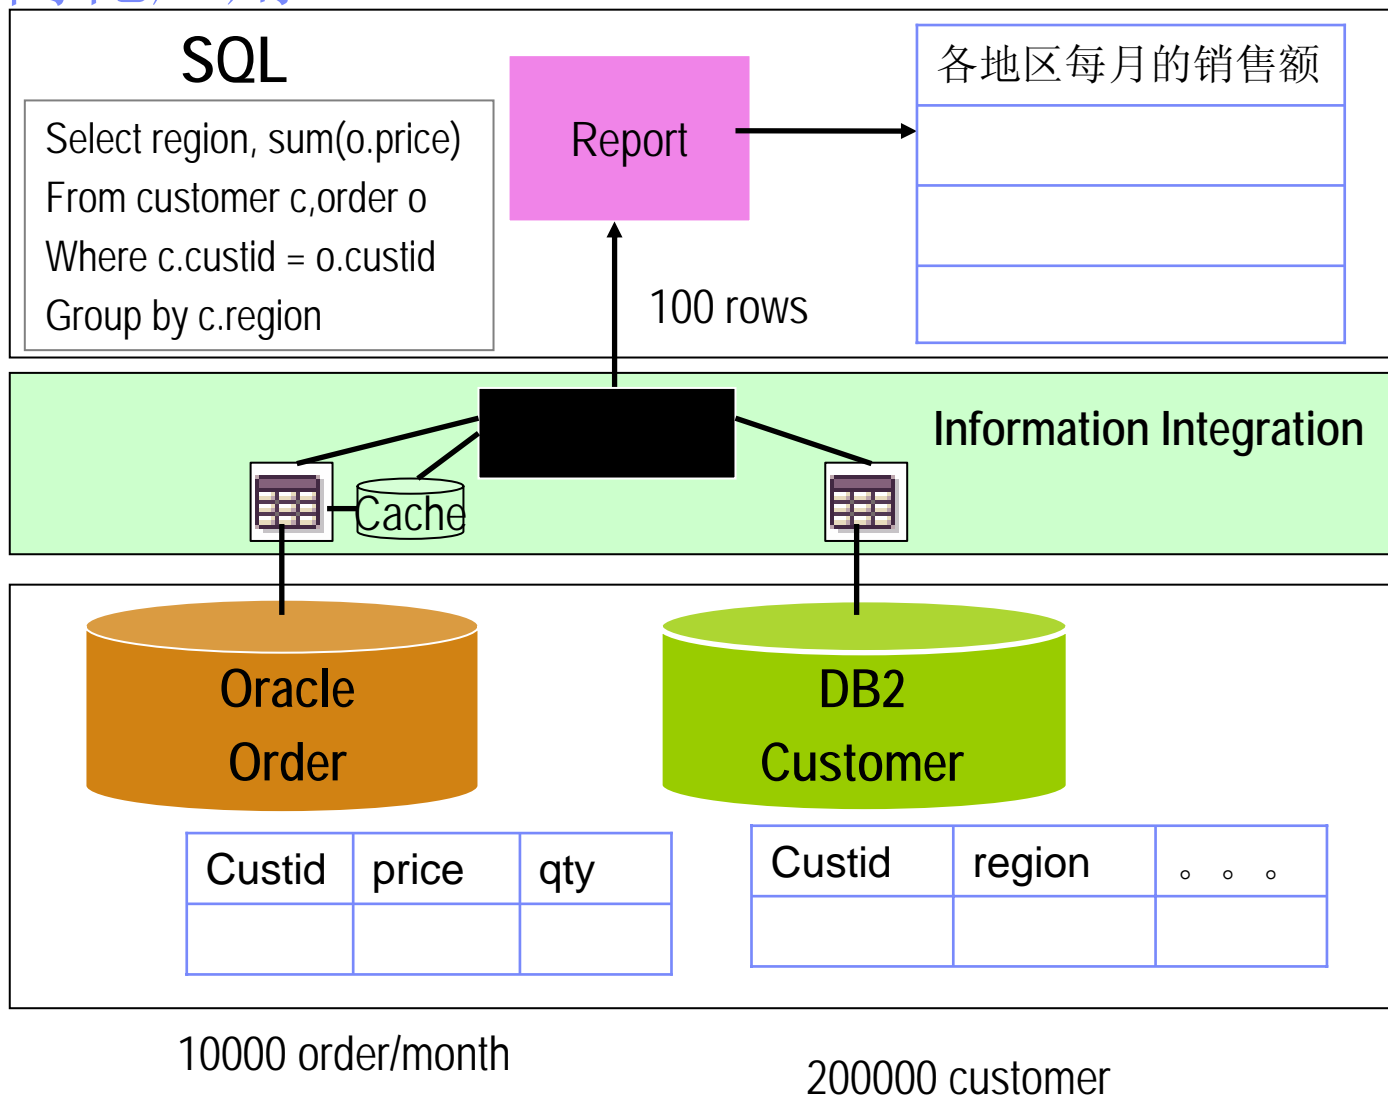 SQL
Select region, sum(o.price)
From customer c,order o
Where c.custid = o.custid
Group by c.region
Report
100 rows
各地区每月的销售额
Information Integration
Cache
Oracle
Order
DB2
Customer
Custid price qty
Custid region 。。。
10000 order/month
200000 customer